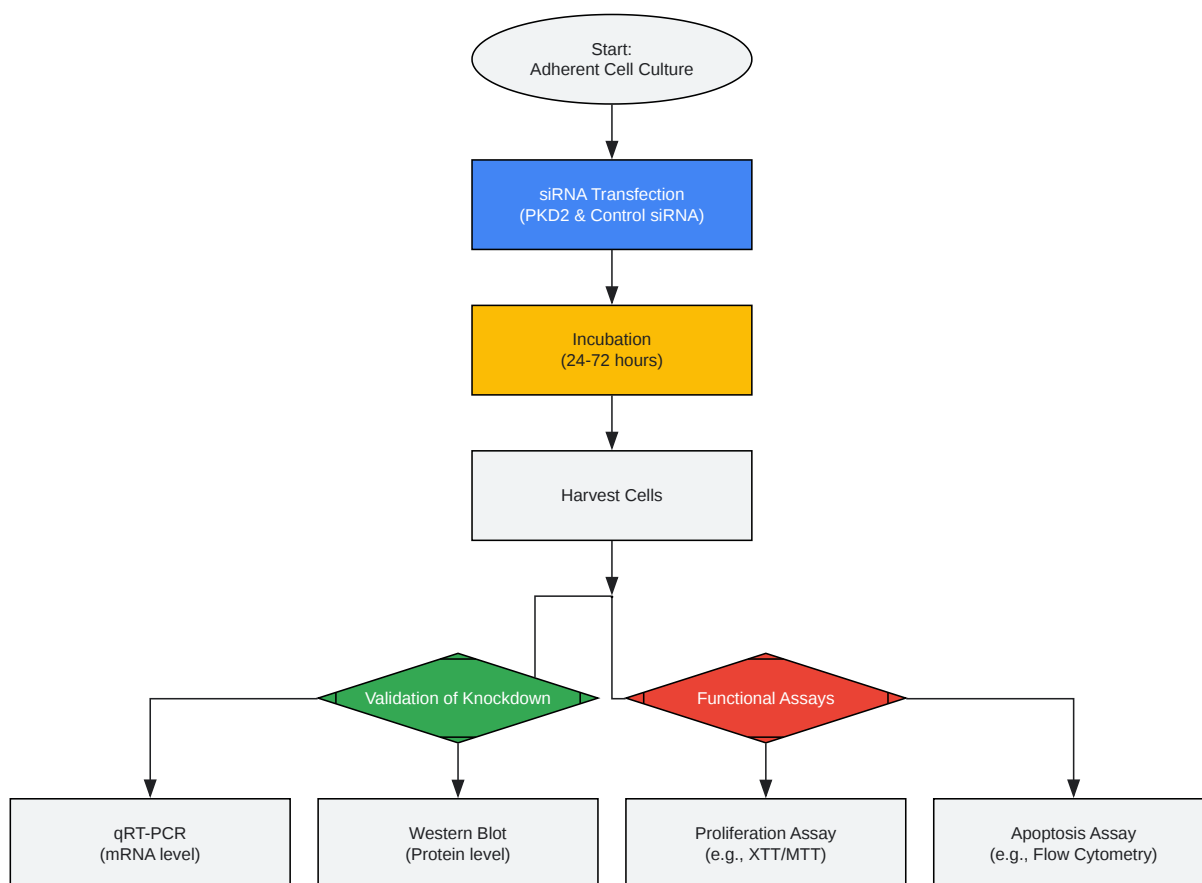 Start:
Adherent Cell Culture
siRNA Transfection
(PKD2 & Control siRNA)
Incubation
(24-72 hours)
Harvest Cells
Validation of Knockdown
Functional Assays
qRT-PCR
(mRNA level)
Western Blot
(Protein level)
Proliferation Assay
(e.g., XTT/MTT)
Apoptosis Assay
(e.g., Flow Cytometry)